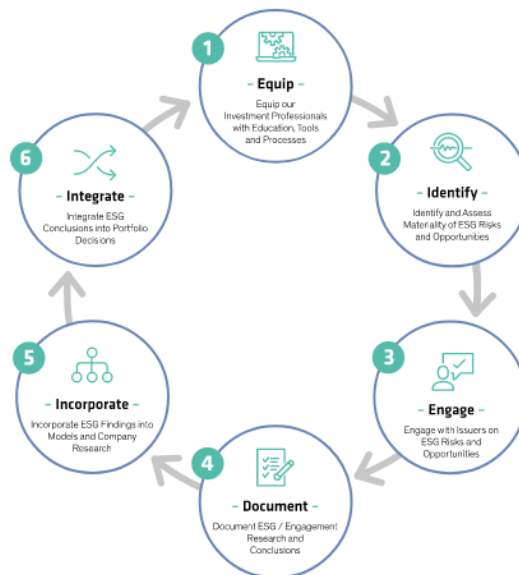 1
- Equip -
Equip our
Investment Professionals
with Education, Tools
and Processes
2
- Identify -
Identify and Assess
Materiality of ESG Risks
and Opportunities
3
- Engage -
Engage with Issuers on
ESG Risks and
Opportunities
4
- Document -
Document ESG / Engagement
Research and
Conclusions
5
- Incorporate -
Incorporate ESG Findings into
Models and Company
Research
6
- Integrate -
Integrate ESG
Conclusions into Portfolio
Decisions